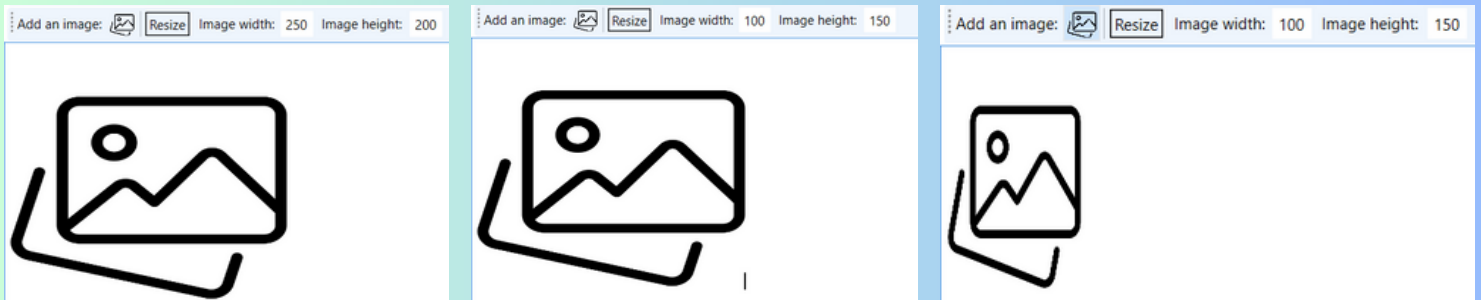 Add an image: Resize Image width: 250 Image height: 200
Add an image: Resize Image width: 100 Image height: 150
Add an image: Resize Image width: 100 Image height: 150